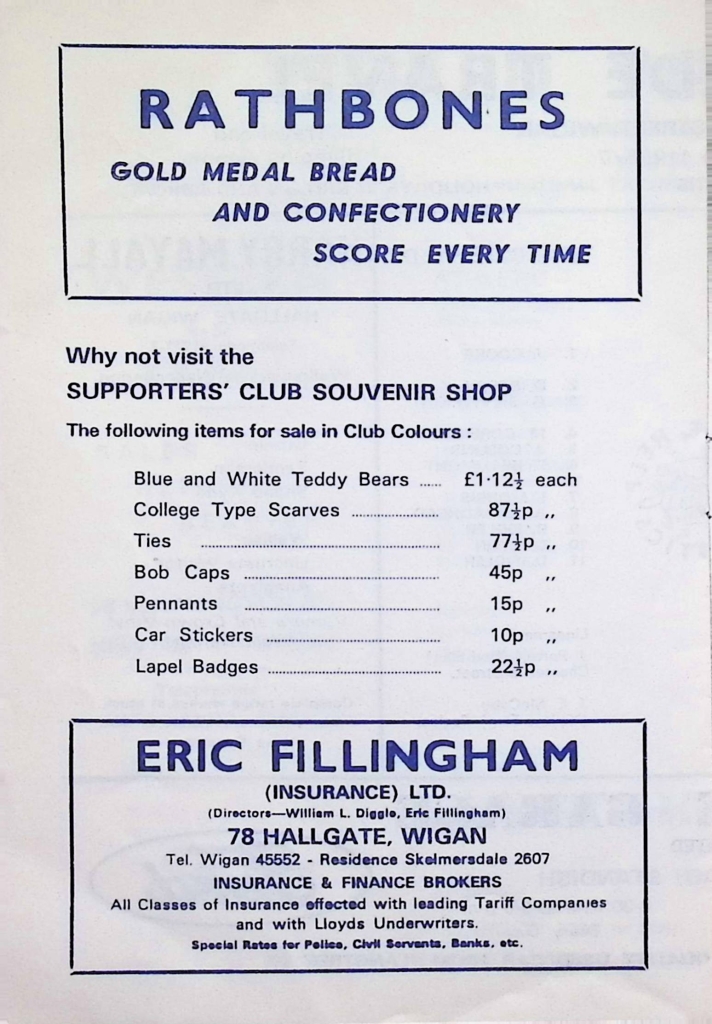 RATHBONES
GOLD MEDAL BREAD
AND CONFECTIONERY
SCORE EVERY TIME
Why not visit the
SUPPORTERS' CLUB SOUVENIR SHOP
The following items for sale in Club Colours :
Blue and White Teddy Bears ..... £1·12½ each
College Type Scarves ..... 87½p ,,
Ties ..... 77½p ,,
Bob Caps ..... 45p ,,
Pennants ..... 15p ,,
Car Stickers ..... 10p ,,
Lapel Badges ..... 22½p ,,
ERIC FILLINGHAM
(INSURANCE) LTD.
(Directors—William L. Diggle, Eric Fillingham)
78 HALLGATE, WIGAN
Tel. Wigan 45552 - Residence Skelmersdale 2607
INSURANCE & FINANCE BROKERS
All Classes of Insurance effected with leading Tariff Companies
and with Lloyds Underwriters.
Special Rates for Police, Civil Servants, Banks, etc.